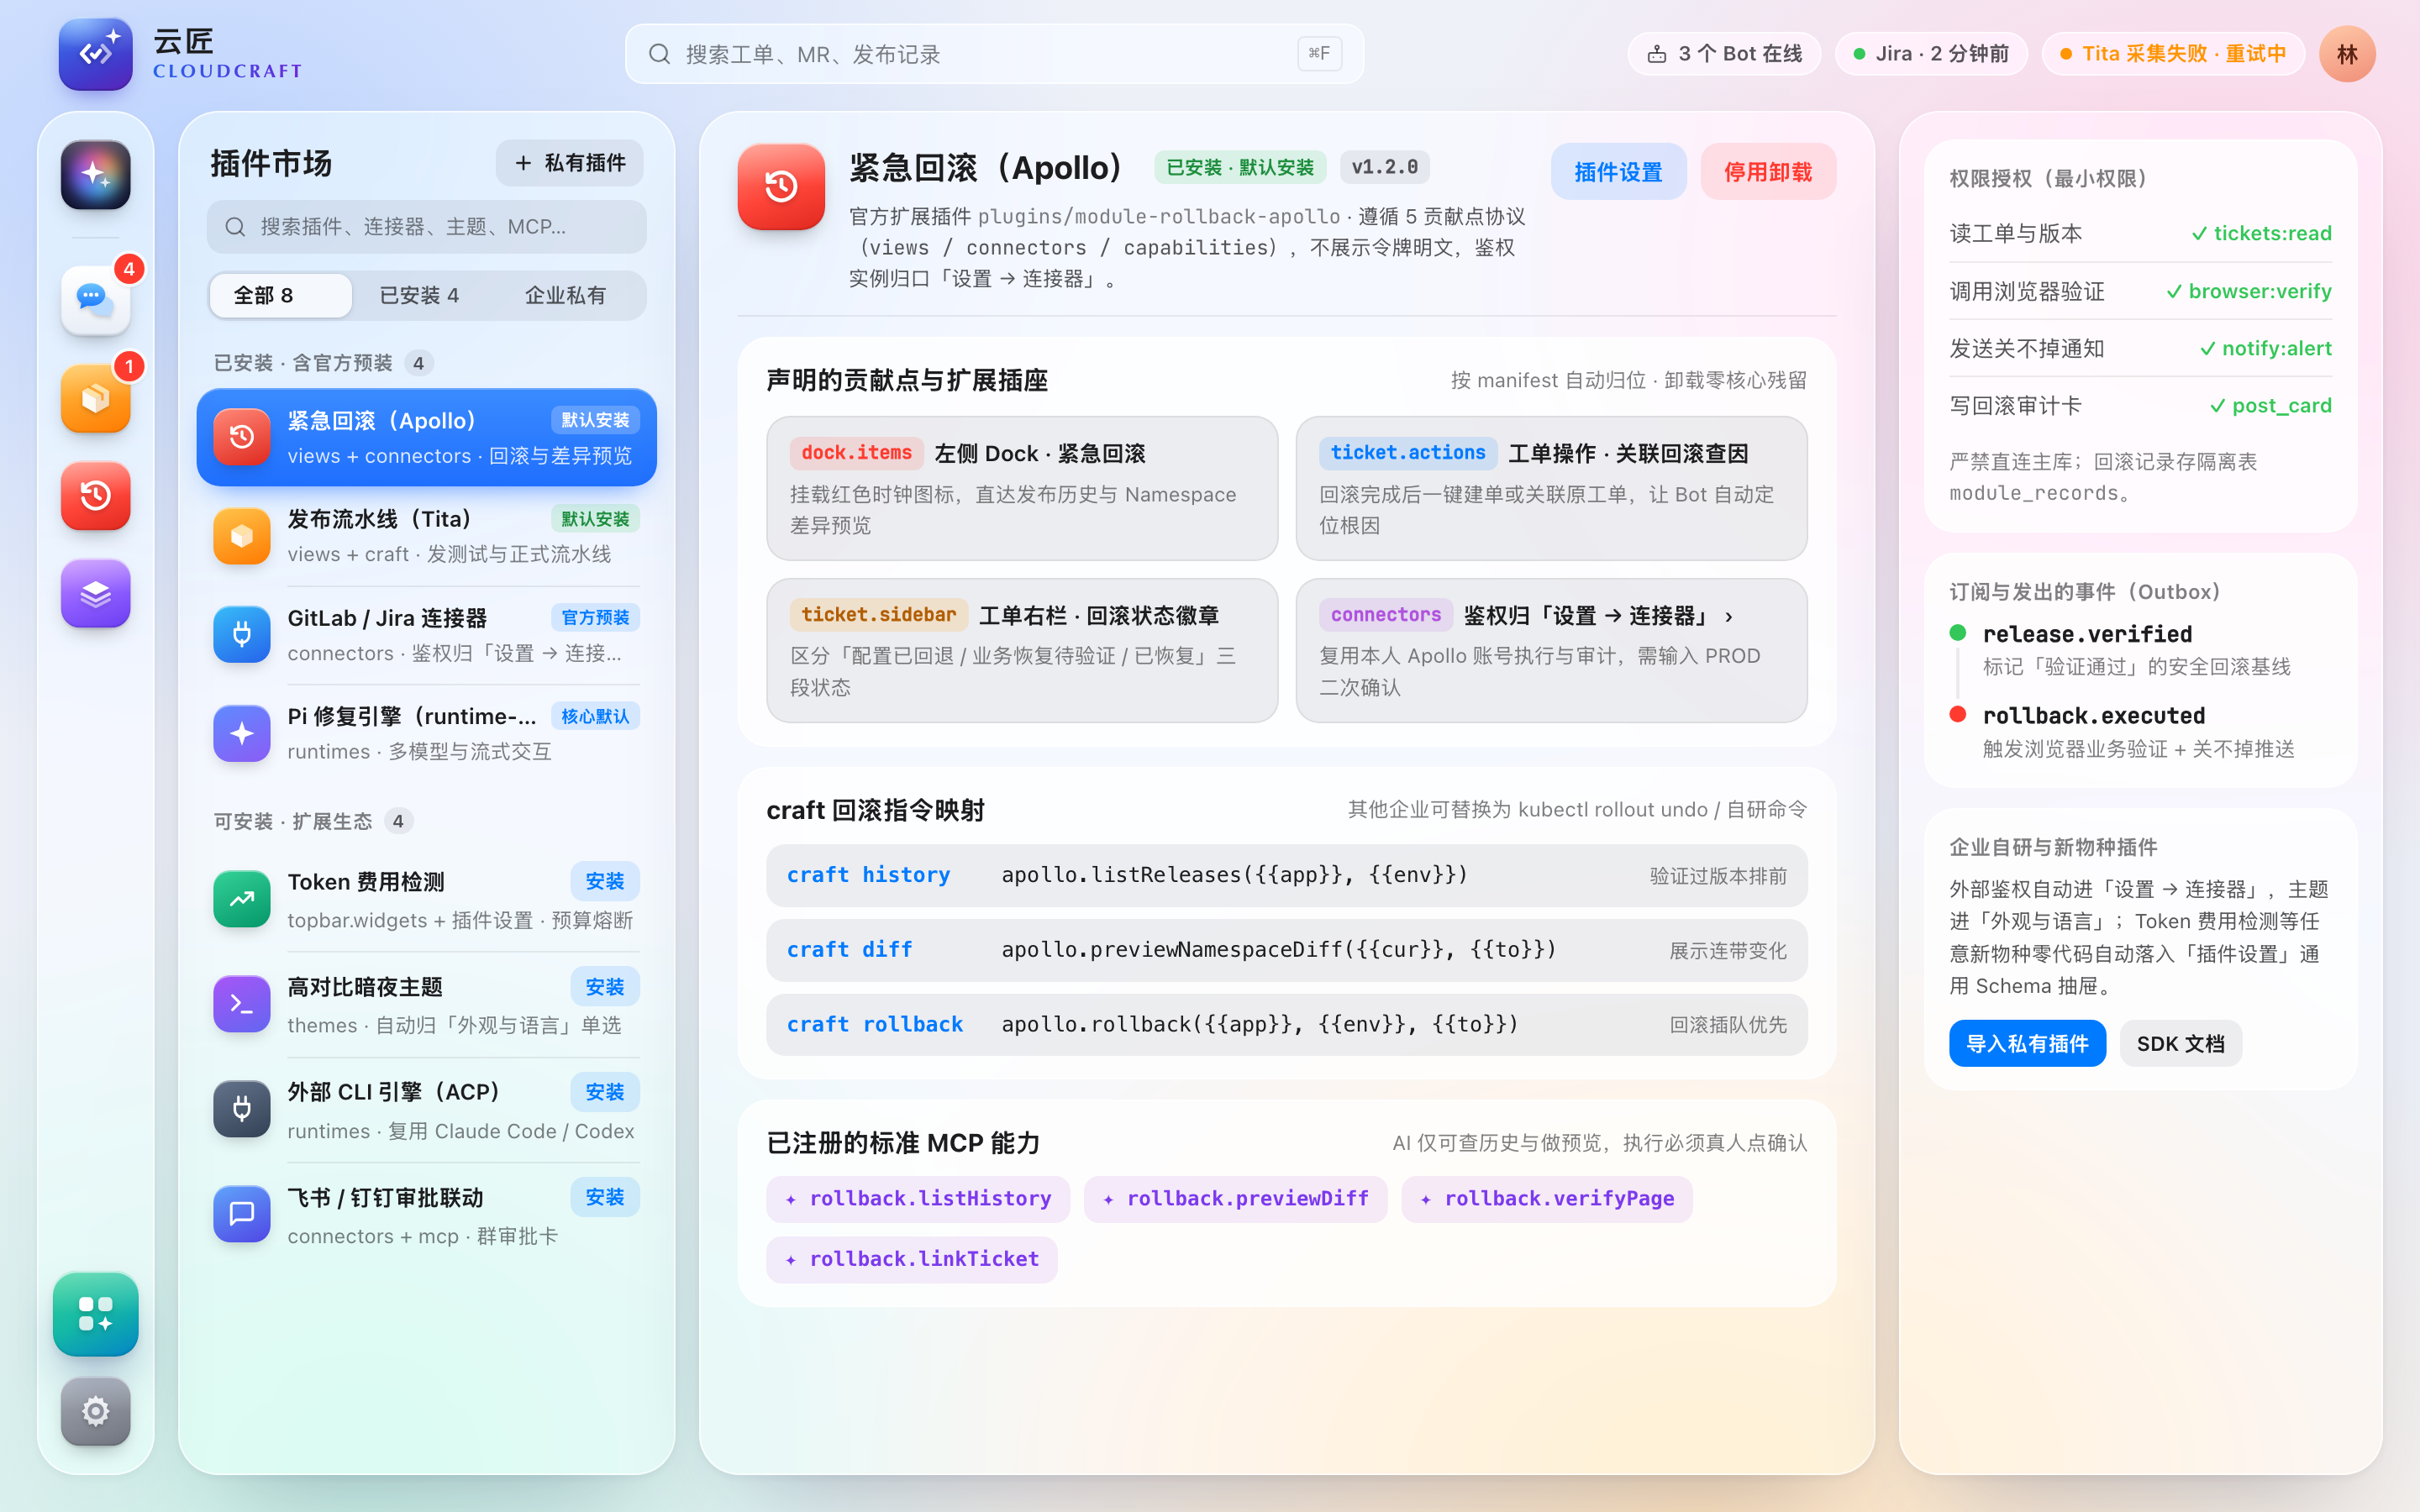 云匠
CLOUDCRAFT
搜索工单、MR、发布记录
⌘F
3 个 Bot 在线
Jira · 2 分钟前
Tita 采集失败 · 重试中
林
4
1
插件市场
+ 私有插件
搜索插件、连接器、主题、MCP...
全部 8
已安装 4
企业私有
已安装 · 含官方预装 4
紧急回滚（Apollo） 默认安装
views + connectors · 回滚与差异预览
发布流水线（Tita） 默认安装
views + craft · 发测试与正式流水线
GitLab / Jira 连接器 官方预装
connectors · 鉴权归「设置 → 连接...
Pi 修复引擎（runtime-... 核心默认
runtimes · 多模型与流式交互
可安装 · 扩展生态 4
Token 费用检测 安装
topbar.widgets + 插件设置 · 预算熔断
高对比暗夜主题 安装
themes · 自动归「外观与语言」单选
外部 CLI 引擎（ACP） 安装
runtimes · 复用 Claude Code / Codex
飞书 / 钉钉审批联动 安装
connectors + mcp · 群审批卡
紧急回滚（Apollo） 已安装 · 默认安装 v1.2.0
插件设置
停用卸载
官方扩展插件 plugins/module-rollback-apollo · 遵循 5 贡献点协议
（views / connectors / capabilities），不展示令牌明文，鉴权
实例归口「设置 → 连接器」。
声明的贡献点与扩展插座
按 manifest 自动归位 · 卸载零核心残留
dock.items 左侧 Dock · 紧急回滚
挂载红色时钟图标，直达发布历史与 Namespace
差异预览
ticket.actions 工单操作 · 关联回滚查因
回滚完成后一键建单或关联原工单，让 Bot 自动定
位根因
ticket.sidebar 工单右栏 · 回滚状态徽章
区分「配置已回退 / 业务恢复待验证 / 已恢复」三
段状态
connectors 鉴权归「设置 → 连接器」 ›
复用本人 Apollo 账号执行与审计，需输入 PROD
二次确认
craft 回滚指令映射
其他企业可替换为 kubectl rollout undo / 自研命令
craft history apollo.listReleases({{app}}, {{env}}) 验证过版本排前
craft diff apollo.previewNamespaceDiff({{cur}}, {{to}}) 展示连带变化
craft rollback apollo.rollback({{app}}, {{env}}, {{to}}) 回滚插队优先
已注册的标准 MCP 能力
AI 仅可查历史与做预览，执行必须真人点确认
✦ rollback.listHistory
✦ rollback.previewDiff
✦ rollback.verifyPage
✦ rollback.linkTicket
权限授权（最小权限）
读工单与版本 ✓ tickets:read
调用浏览器验证 ✓ browser:verify
发送关不掉通知 ✓ notify:alert
写回滚审计卡 ✓ post_card
严禁直连主库；回滚记录存隔离表
module_records。
订阅与发出的事件（Outbox）
release.verified
标记「验证通过」的安全回滚基线
rollback.executed
触发浏览器业务验证 + 关不掉推送
企业自研与新物种插件
外部鉴权自动进「设置 → 连接器」，主题
进「外观与语言」；Token 费用检测等任
意新物种零代码自动落入「插件设置」通
用 Schema 抽屉。
导入私有插件
SDK 文档